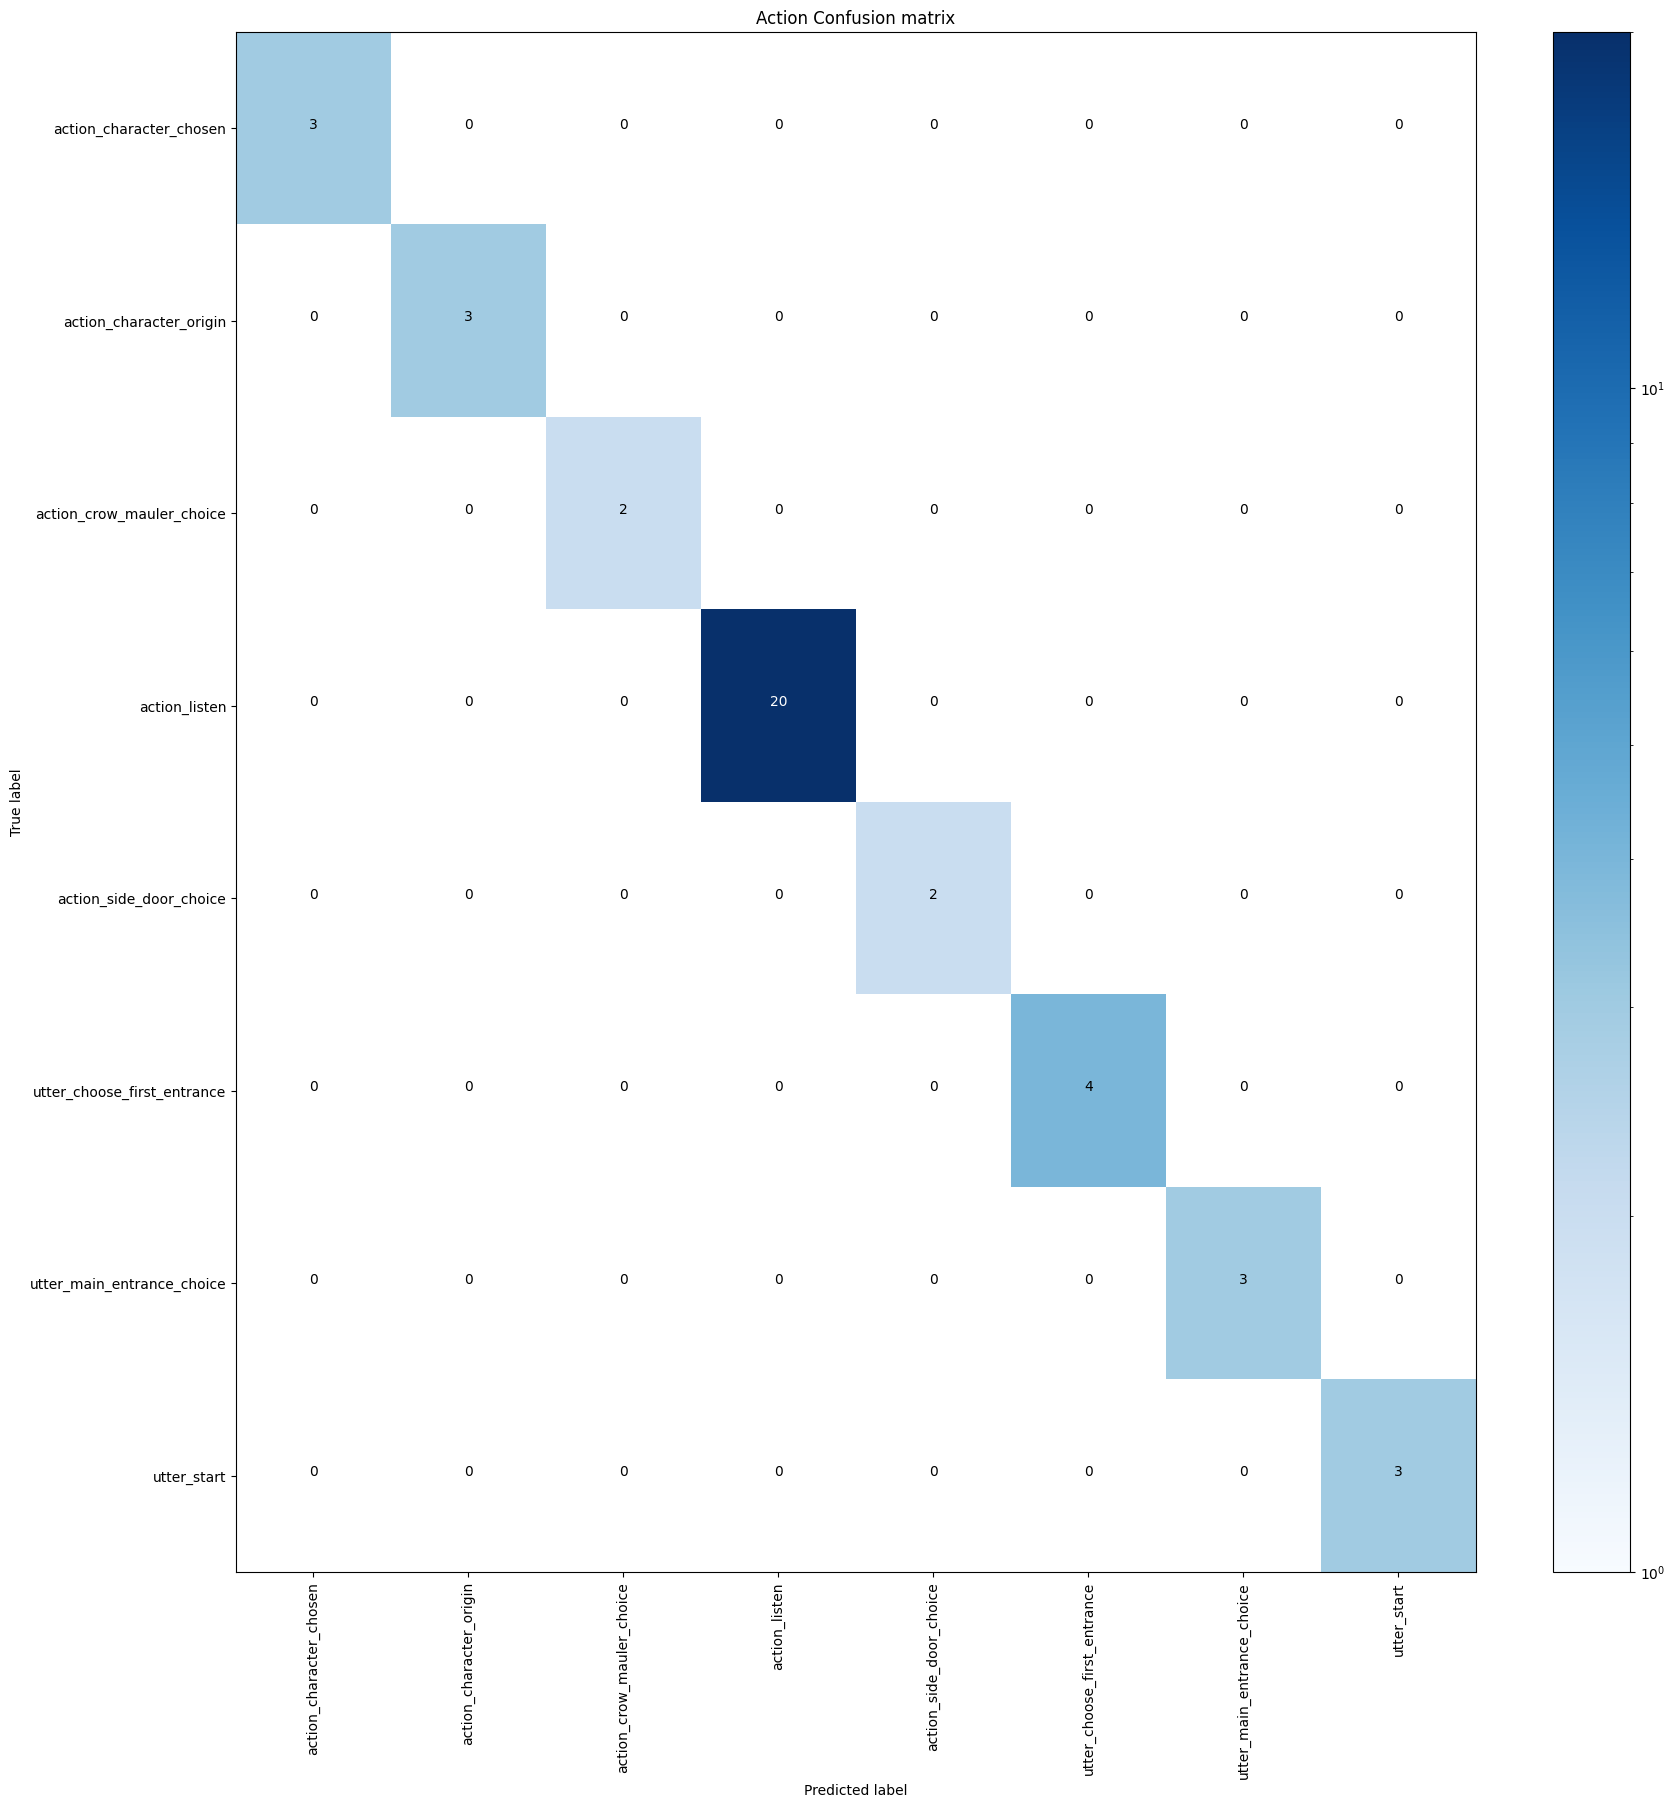 Action Confusion matrix
action_character_chosen 3 0 0 0 0 0 0 0
action_character_origin 0 3 0 0 0 0 0 0
action_crow_mauler_choice 0 0 2 0 0 0 0 0
action_listen 0 0 0 20 0 0 0 0
action_side_door_choice 0 0 0 0 2 0 0 0
utter_choose_first_entrance 0 0 0 0 0 4 0 0
utter_main_entrance_choice 0 0 0 0 0 0 3 0
utter_start 0 0 0 0 0 0 0 3
True label
action_character_chosen
action_character_origin
action_crow_mauler_choice
action_listen
action_side_door_choice
utter_choose_first_entrance
utter_main_entrance_choice
utter_start
Predicted label
10¹
10⁰